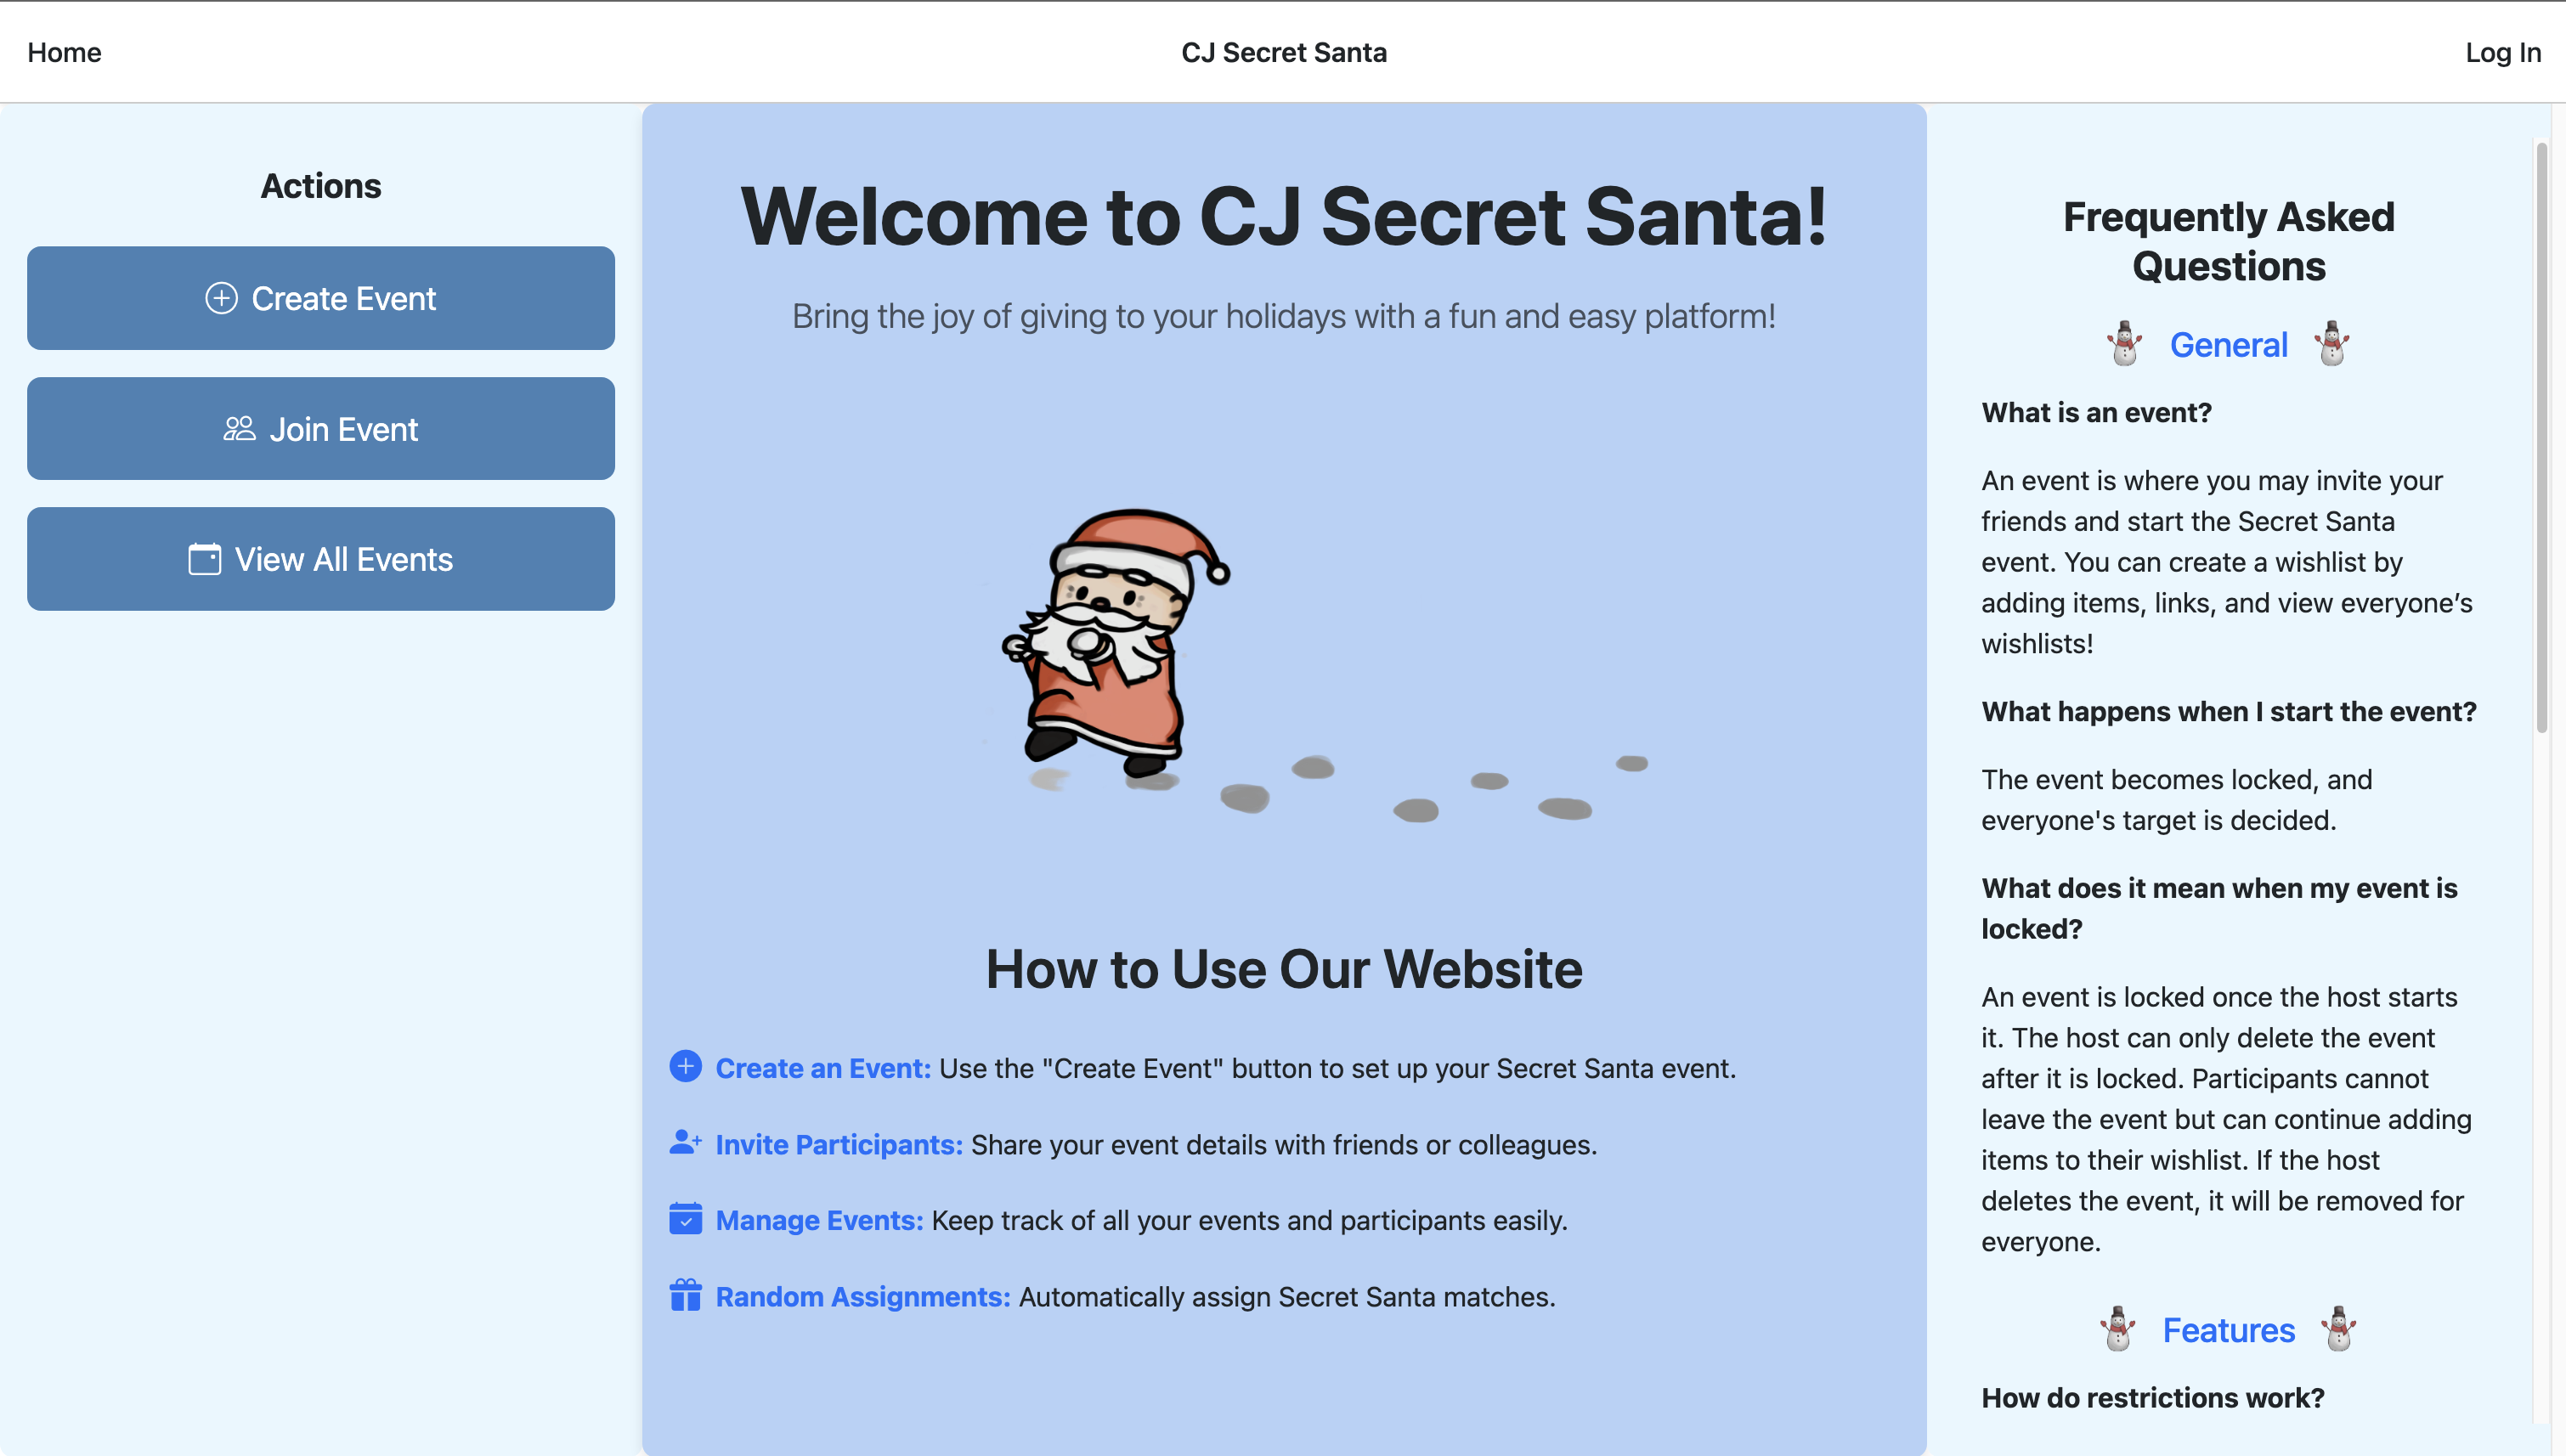 Home
CJ Secret Santa
Log In
Actions
Create Event
Join Event
View All Events
Welcome to CJ Secret Santa!
Bring the joy of giving to your holidays with a fun and easy platform!
How to Use Our Website
Create an Event: Use the "Create Event" button to set up your Secret Santa event.
Invite Participants: Share your event details with friends or colleagues.
Manage Events: Keep track of all your events and participants easily.
Random Assignments: Automatically assign Secret Santa matches.
Frequently Asked
Questions
General
What is an event?
An event is where you may invite your
friends and start the Secret Santa
event. You can create a wishlist by
adding items, links, and view everyone’s
wishlists!
What happens when I start the event?
The event becomes locked, and
everyone's target is decided.
What does it mean when my event is
locked?
An event is locked once the host starts
it. The host can only delete the event
after it is locked. Participants cannot
leave the event but can continue adding
items to their wishlist. If the host
deletes the event, it will be removed for
everyone.
Features
How do restrictions work?